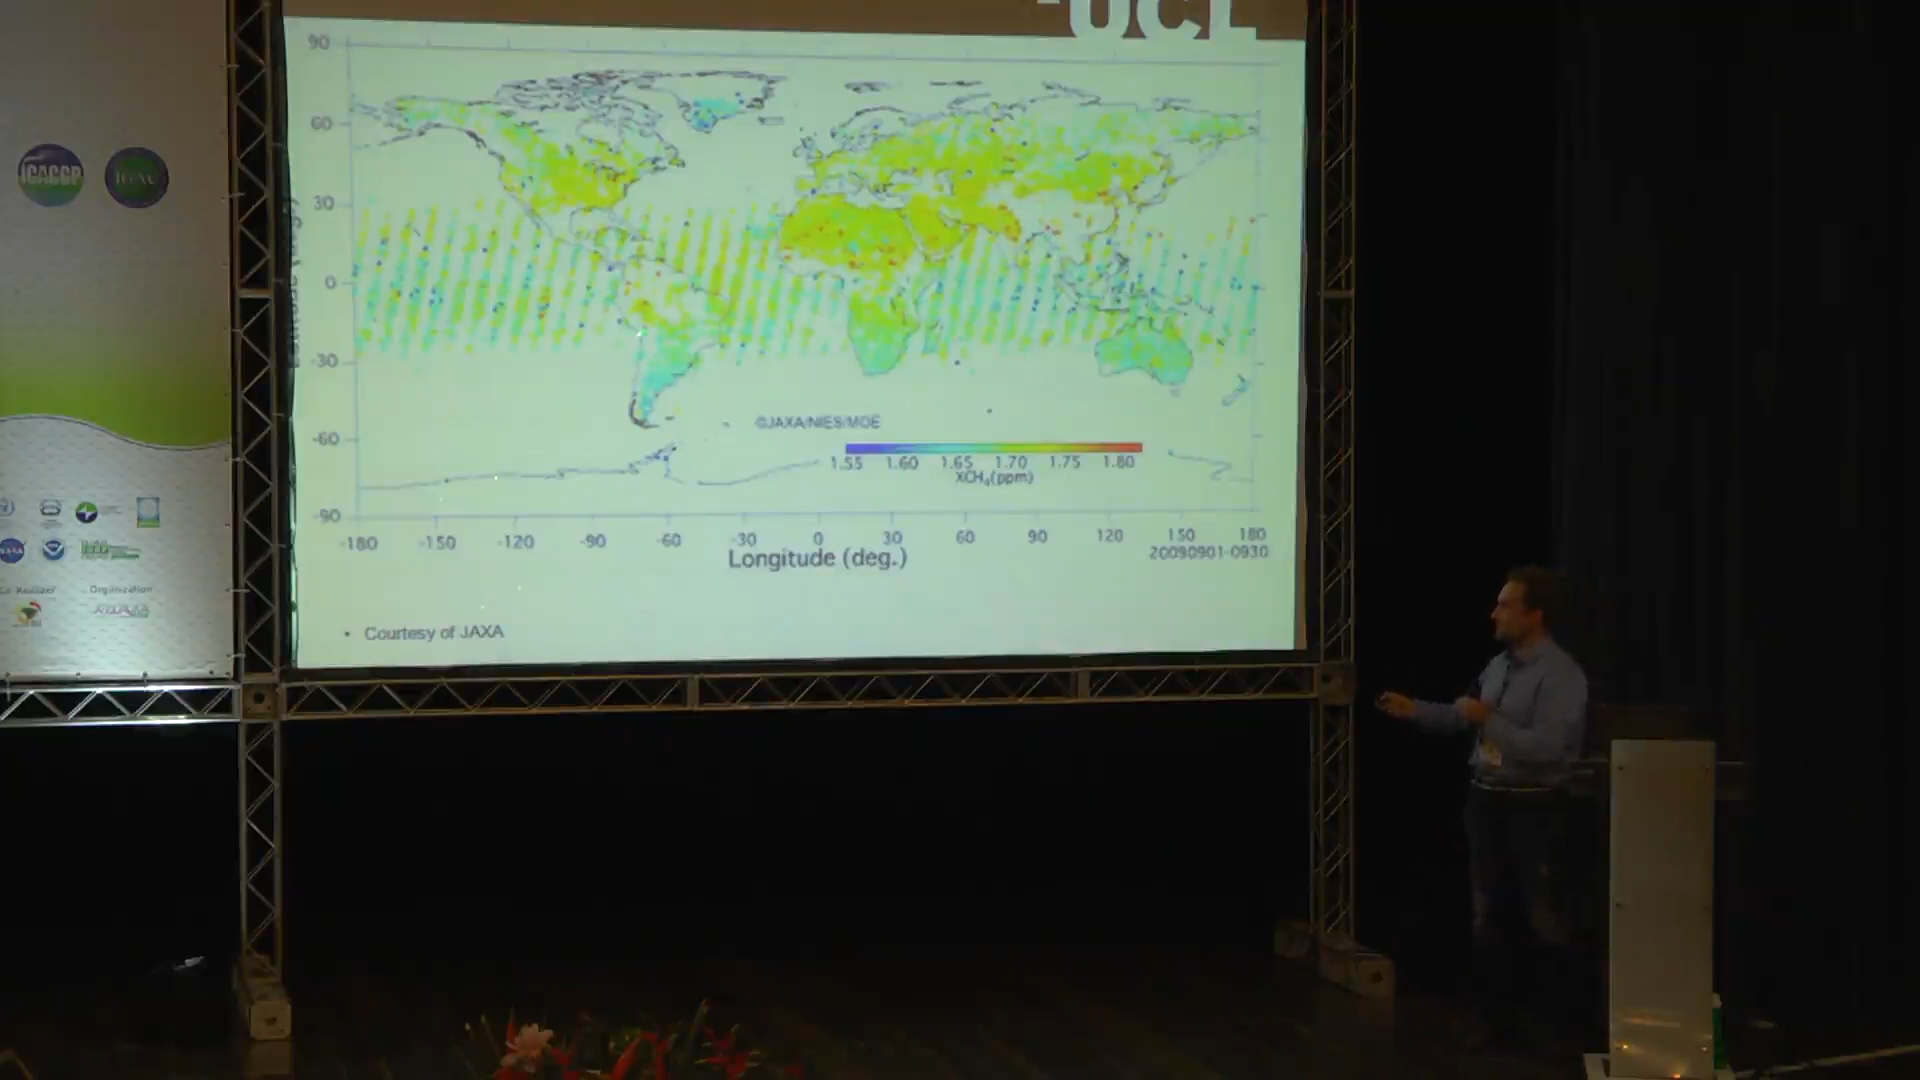 UCL
90
60
30
0
-30
-60
-90
©JAXA/NIES/MOE
1.55 1.60 1.65 1.70 1.75 1.80
XCH4(ppm)
-180 -150 -120 -90 -60 -30 0 30 60 90 120 150 180
Longitude (deg.)
20090901-0930
• Courtesy of JAXA
iCACGP
IGAC
NASA
Organization